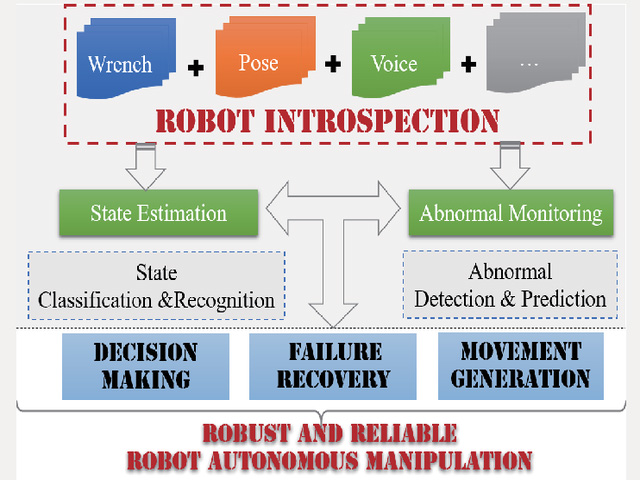 Wrench + Pose + Voice + ...
ROBOT INTROSPECTION
State Estimation
Abnormal Monitoring
State
Classification &Recognition
Abnormal
Detection & Prediction
DECISION
MAKING
FAILURE
RECOVERY
MOVEMENT
GENERATION
ROBUST AND RELIABLE
ROBOT AUTONOMOUS MANIPULATION